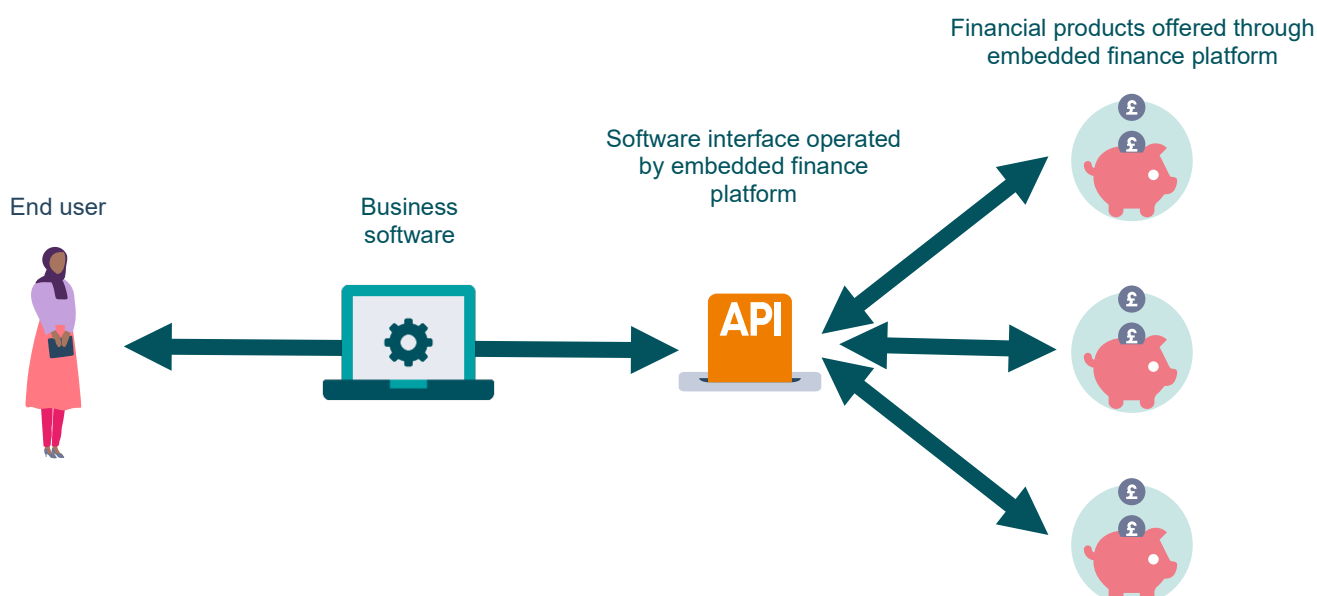 End user
Business
software
Software interface operated
by embedded finance
platform
API
Financial products offered through
embedded finance platform
£
£
£
£
£
£